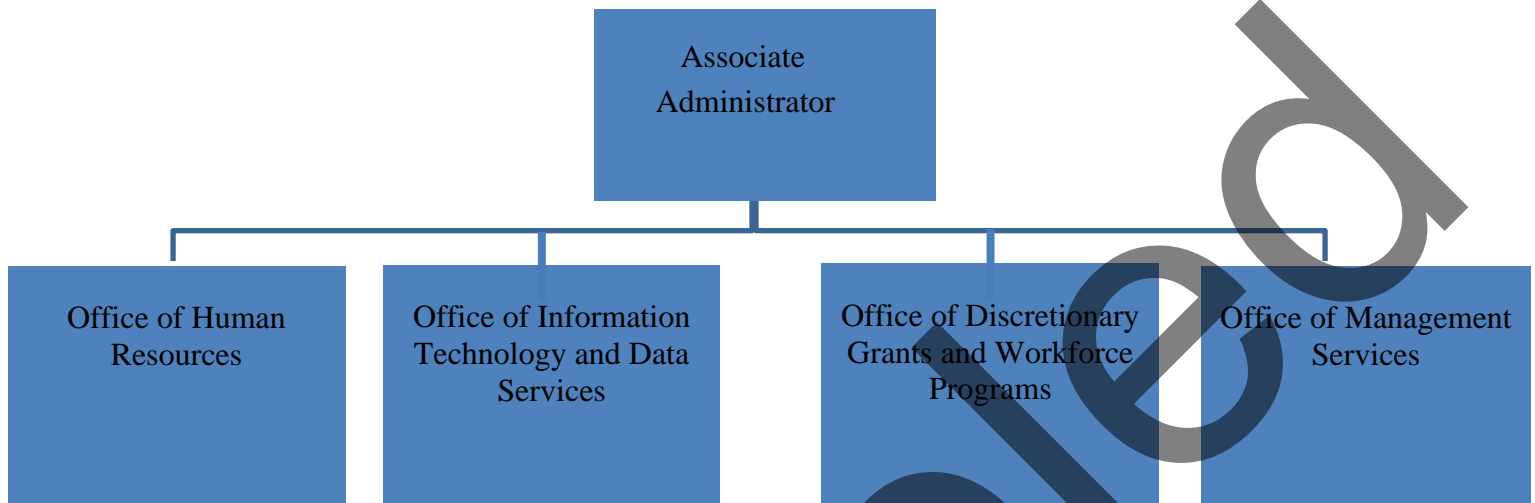 Associate
Administrator
Office of Human
Resources
Office of Information
Technology and Data
Services
Office of Discretionary
Grants and Workforce
Programs
Office of Management
Services